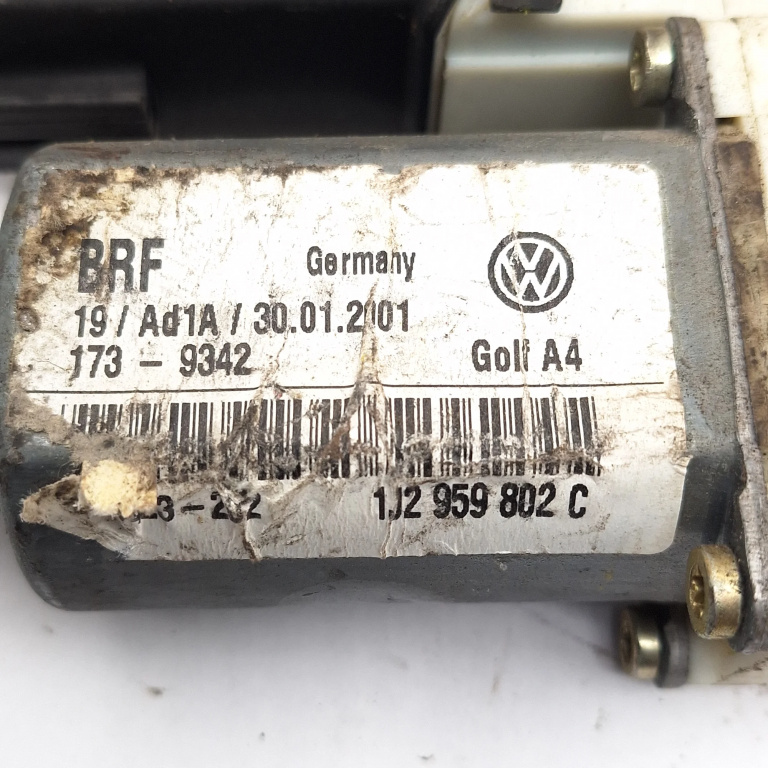 BRF Germany
19 / Ad1A / 30.01.2001
173 - 9342 Golf A4
1J2 959 802 C